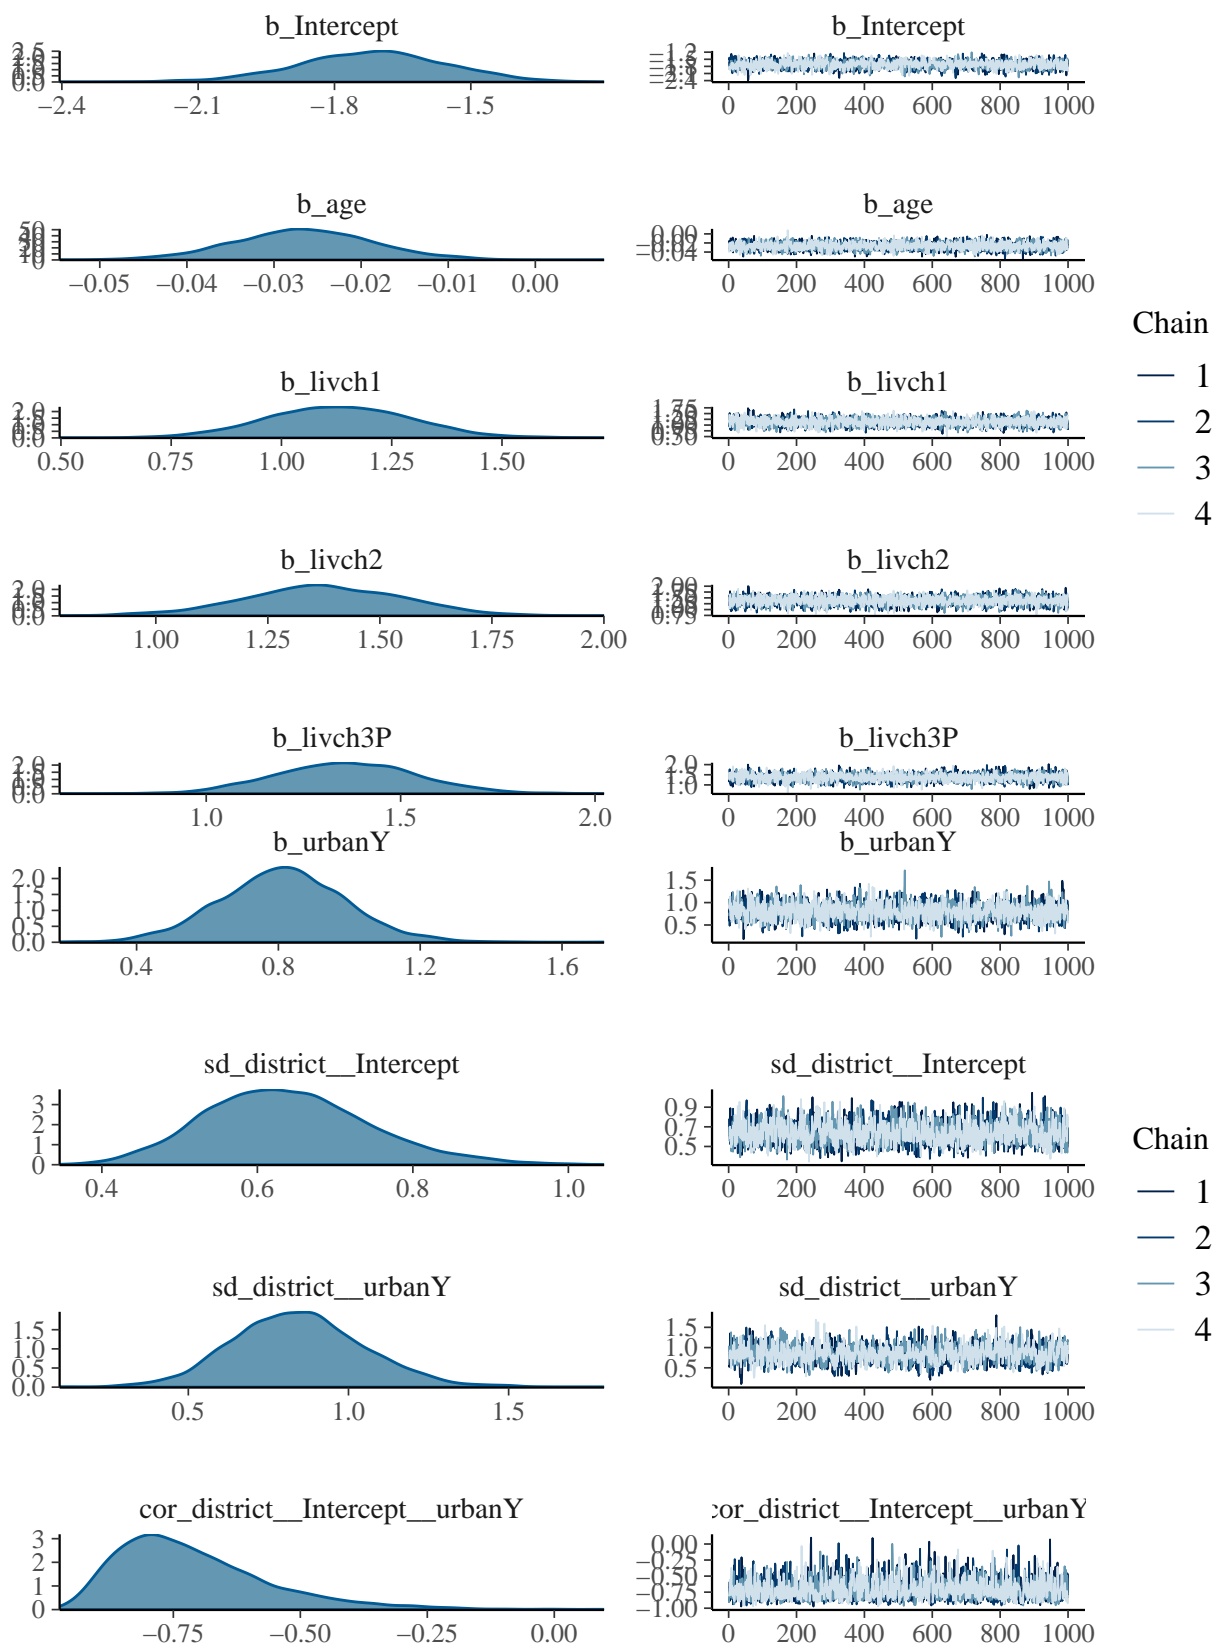 b_Intercept
b_Intercept
−2.4 −2.1 −1.8 −1.5
0 200 400 600 800 1000
b_age
b_age
−0.05 −0.04 −0.03 −0.02 −0.01 0.00
0 200 400 600 800 1000
b_livch1
b_livch1
0.50 0.75 1.00 1.25 1.50
0 200 400 600 800 1000
Chain
1
2
3
4
b_livch2
b_livch2
1.00 1.25 1.50 1.75 2.00
0 200 400 600 800 1000
b_livch3P
b_livch3P
2.0
1.5
1.0
1.0 1.5 2.0
0 200 400 600 800 1000
b_urbanY
b_urbanY
2.0
1.5
1.0
0.5
0.0
0.4 0.8 1.2 1.6
1.5
1.0
0.5
0 200 400 600 800 1000
sd_district__Intercept
sd_district__Intercept
3
2
1
0
0.4 0.6 0.8 1.0
0.9
0.7
0.5
0 200 400 600 800 1000
Chain
1
2
3
4
sd_district__urbanY
sd_district__urbanY
1.5
1.0
0.5
0.0
0.5 1.0 1.5
1.5
1.0
0.5
0 200 400 600 800 1000
cor_district__Intercept__urbanY
cor_district__Intercept__urbanY
3
2
1
0
−0.75 −0.50 −0.25 0.00
0.00
−0.25
−0.50
−0.75
−1.00
0 200 400 600 800 1000